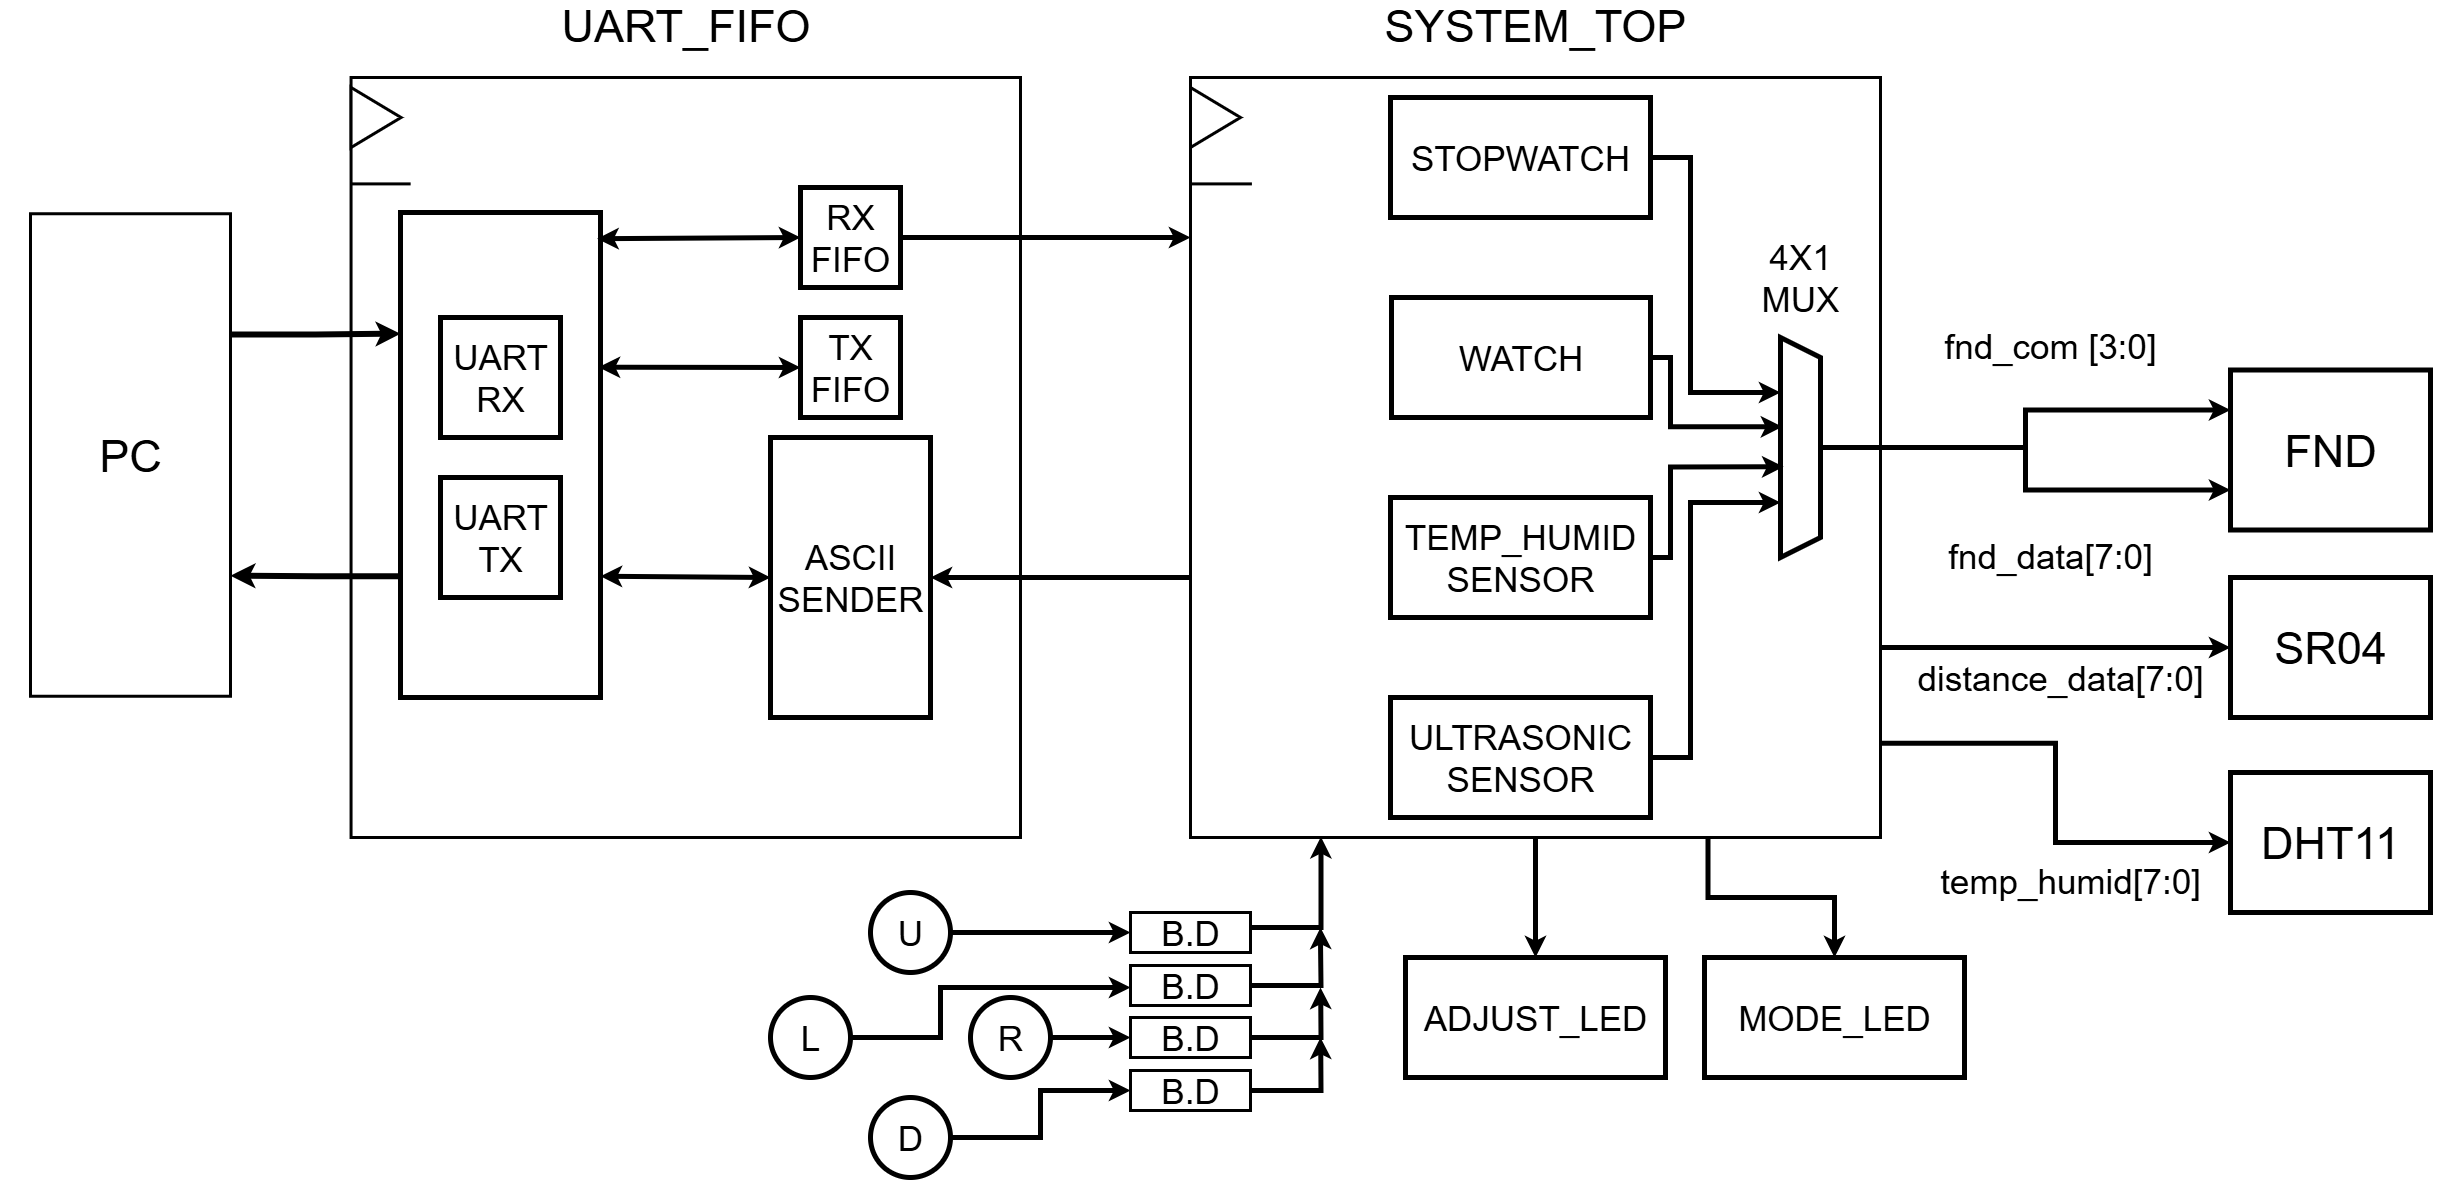 UART_FIFO
SYSTEM_TOP
PC
UART
RX
UART
TX
RX
FIFO
TX
FIFO
ASCII
SENDER
STOPWATCH
WATCH
TEMP_HUMID
SENSOR
ULTRASONIC
SENSOR
4X1
MUX
fnd_com [3:0]
FND
fnd_data[7:0]
SR04
distance_data[7:0]
DHT11
temp_humid[7:0]
U
B.D
L
B.D
R
B.D
D
B.D
ADJUST_LED
MODE_LED